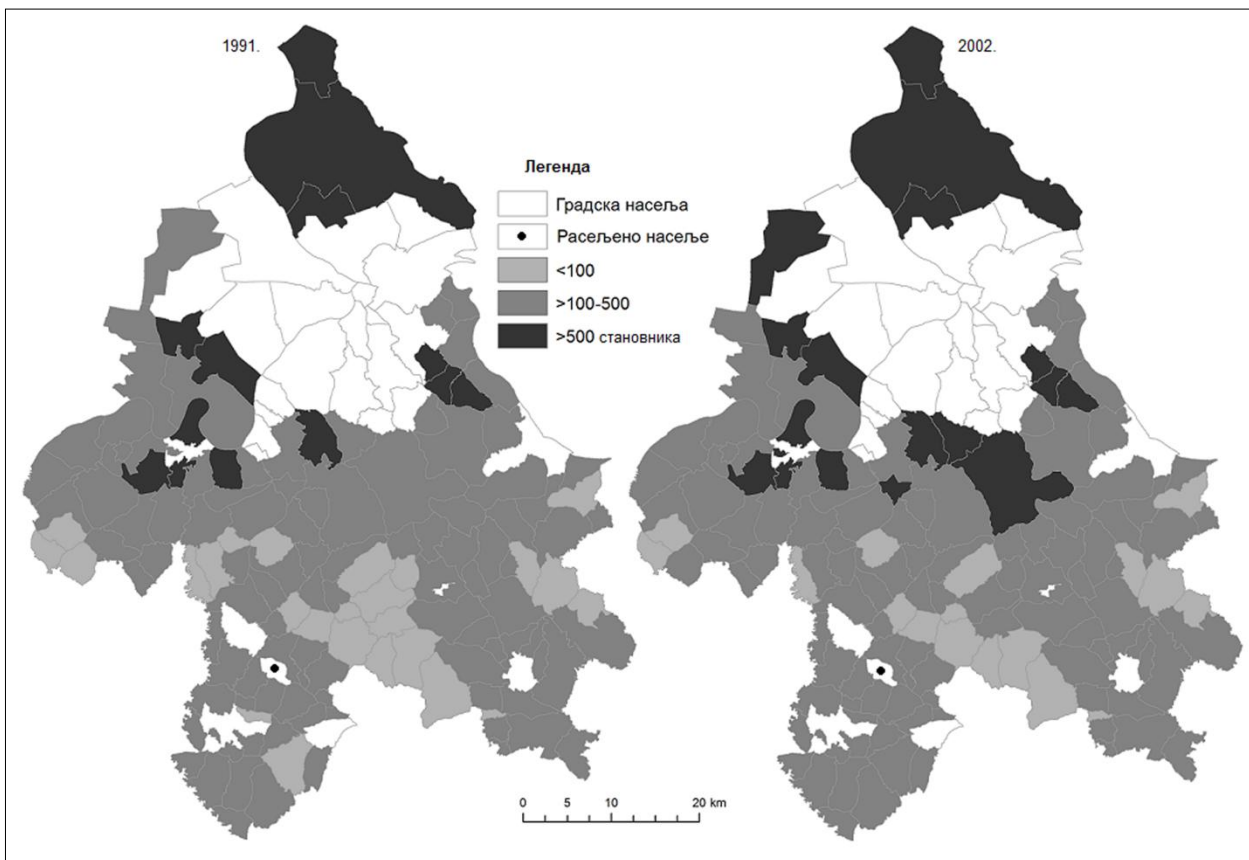 1991.
2002.
Легенда
Градска насеља
Расељено насеље
<100
>100-500
>500 становника
0 5 10 20 km